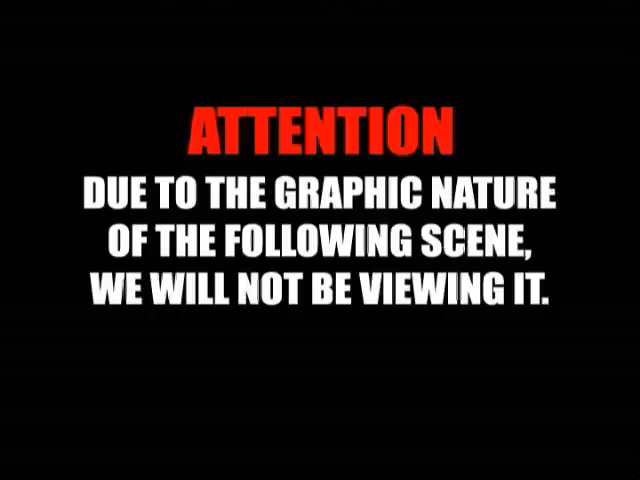 ATTENTION
DUE TO THE GRAPHIC NATURE
OF THE FOLLOWING SCENE,
WE WILL NOT BE VIEWING IT.